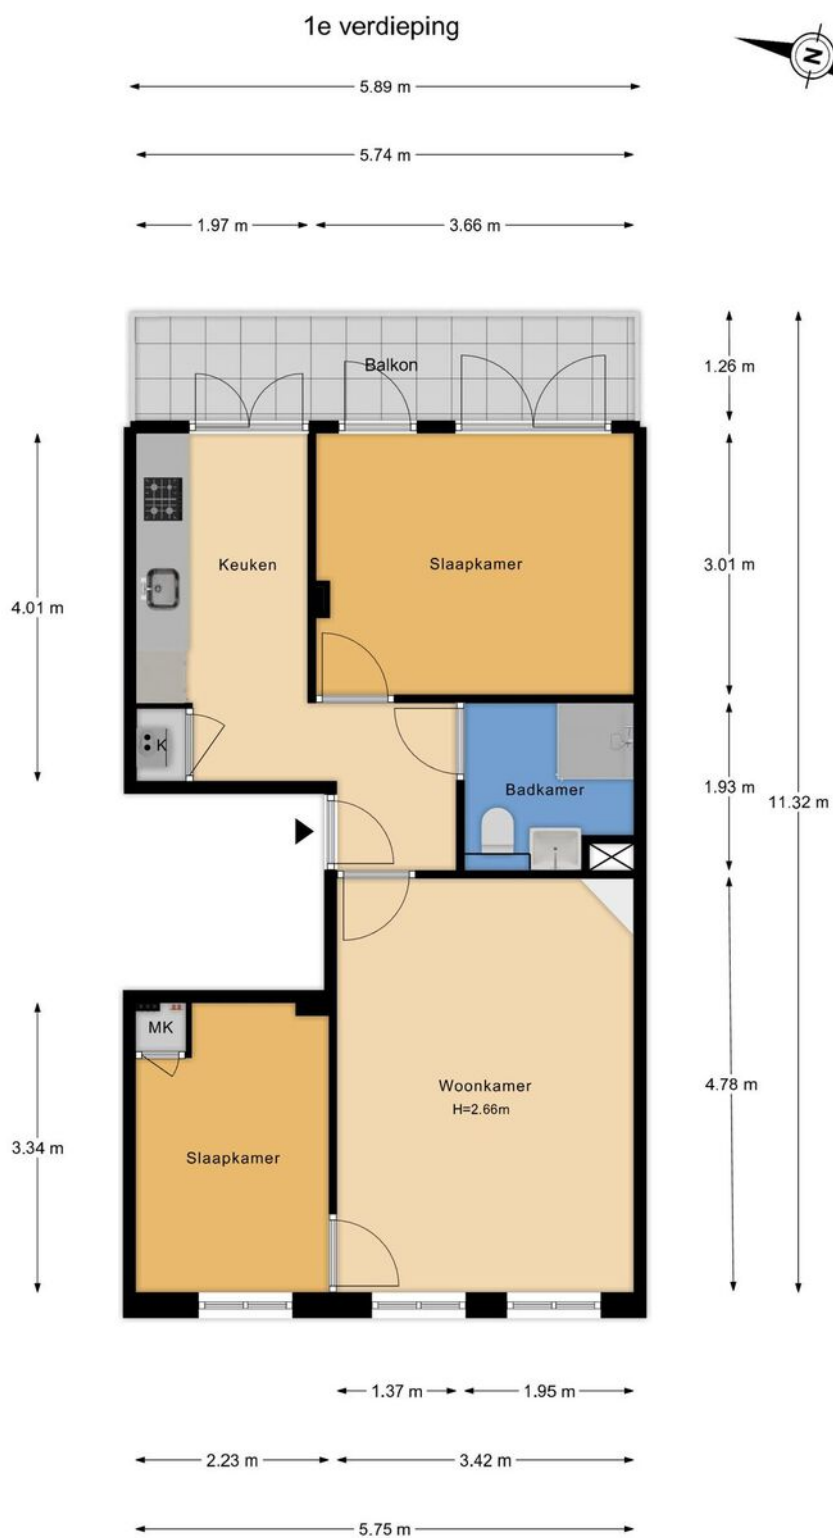 1e verdieping
N
5.89 m
5.74 m
1.97 m
3.66 m
Balkon
1.26 m
Keuken
Slaapkamer
3.01 m
4.01 m
K
Badkamer
1.93 m
11.32 m
MK
Woonkamer
H=2.66m
4.78 m
Slaapkamer
3.34 m
1.37 m
1.95 m
2.23 m
3.42 m
5.75 m